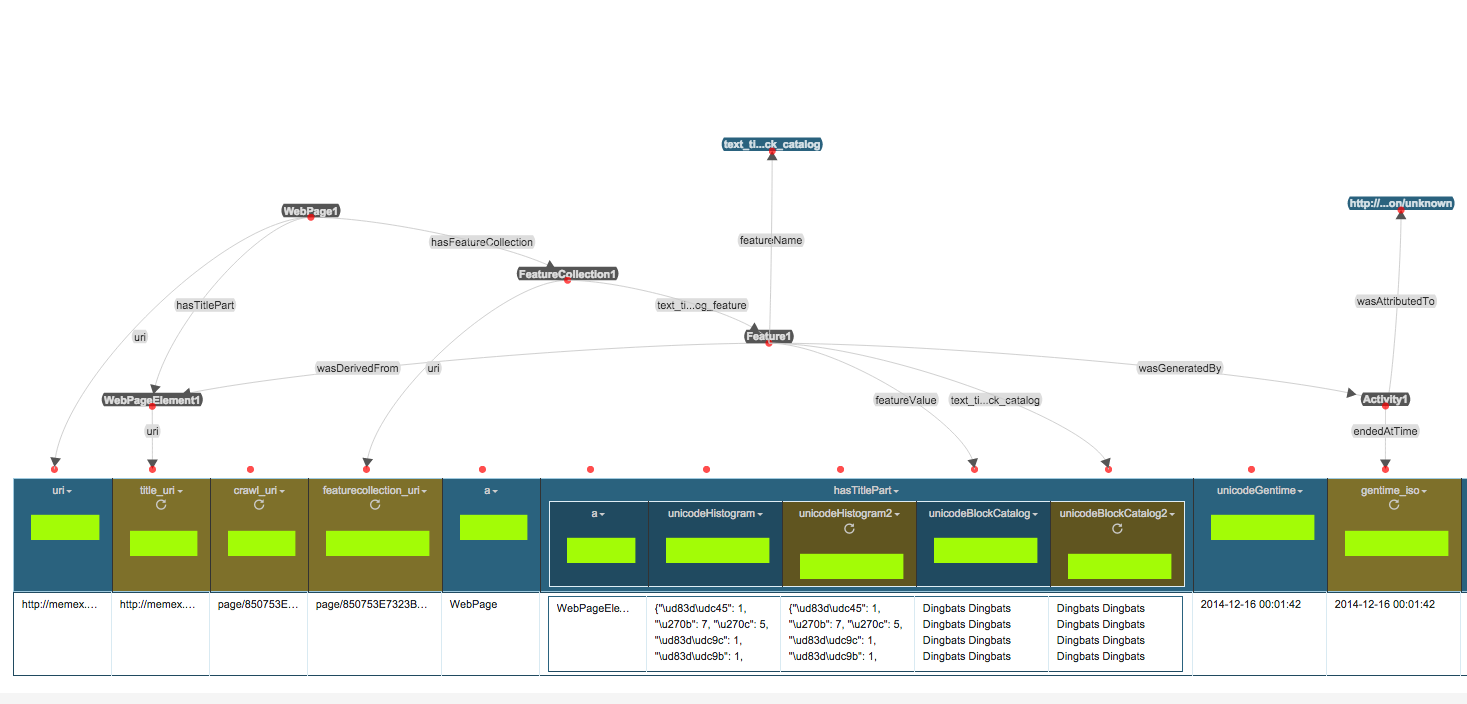 text_ti...ck_catalog
WebPage1
http://...on/unknown
hasFeatureCollection
featureName
FeatureCollection1
wasAttributedTo
hasTitlePart
text_ti...og_feature
uri
Feature1
wasDerivedFrom
uri
wasGeneratedBy
WebPageElement1
featureValue
text_ti...ck_catalog
Activity1
uri
endedAtTime
uri
title_uri
crawl_uri
featurecollection_uri
a
hasTitlePart
unicodeGentime
gentime_iso
a
unicodeHistogram
unicodeHistogram2
unicodeBlockCatalog
unicodeBlockCatalog2
http://memex....
http://memex....
page/850753E...
page/850753E7323B...
WebPage
WebPageEle...
{"\ud83d\udc45": 1,
"\u270b": 7, "\u270c": 5,
"\ud83d\udc9c": 1,
"\ud83d\udc9b": 1,
{"\ud83d\udc45": 1,
"\u270b": 7, "\u270c": 5,
"\ud83d\udc9c": 1,
"\ud83d\udc9b": 1,
Dingbats Dingbats
Dingbats Dingbats
Dingbats Dingbats
Dingbats Dingbats
Dingbats Dingbats
Dingbats Dingbats
Dingbats Dingbats
Dingbats Dingbats
2014-12-16 00:01:42
2014-12-16 00:01:42